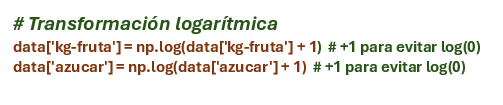 # Transformación logarítmica
data['kg-fruta'] = np.log(data['kg-fruta'] + 1)  # +1 para evitar log(0)
data['azucar'] = np.log(data['azucar'] + 1)  # +1 para evitar log(0)